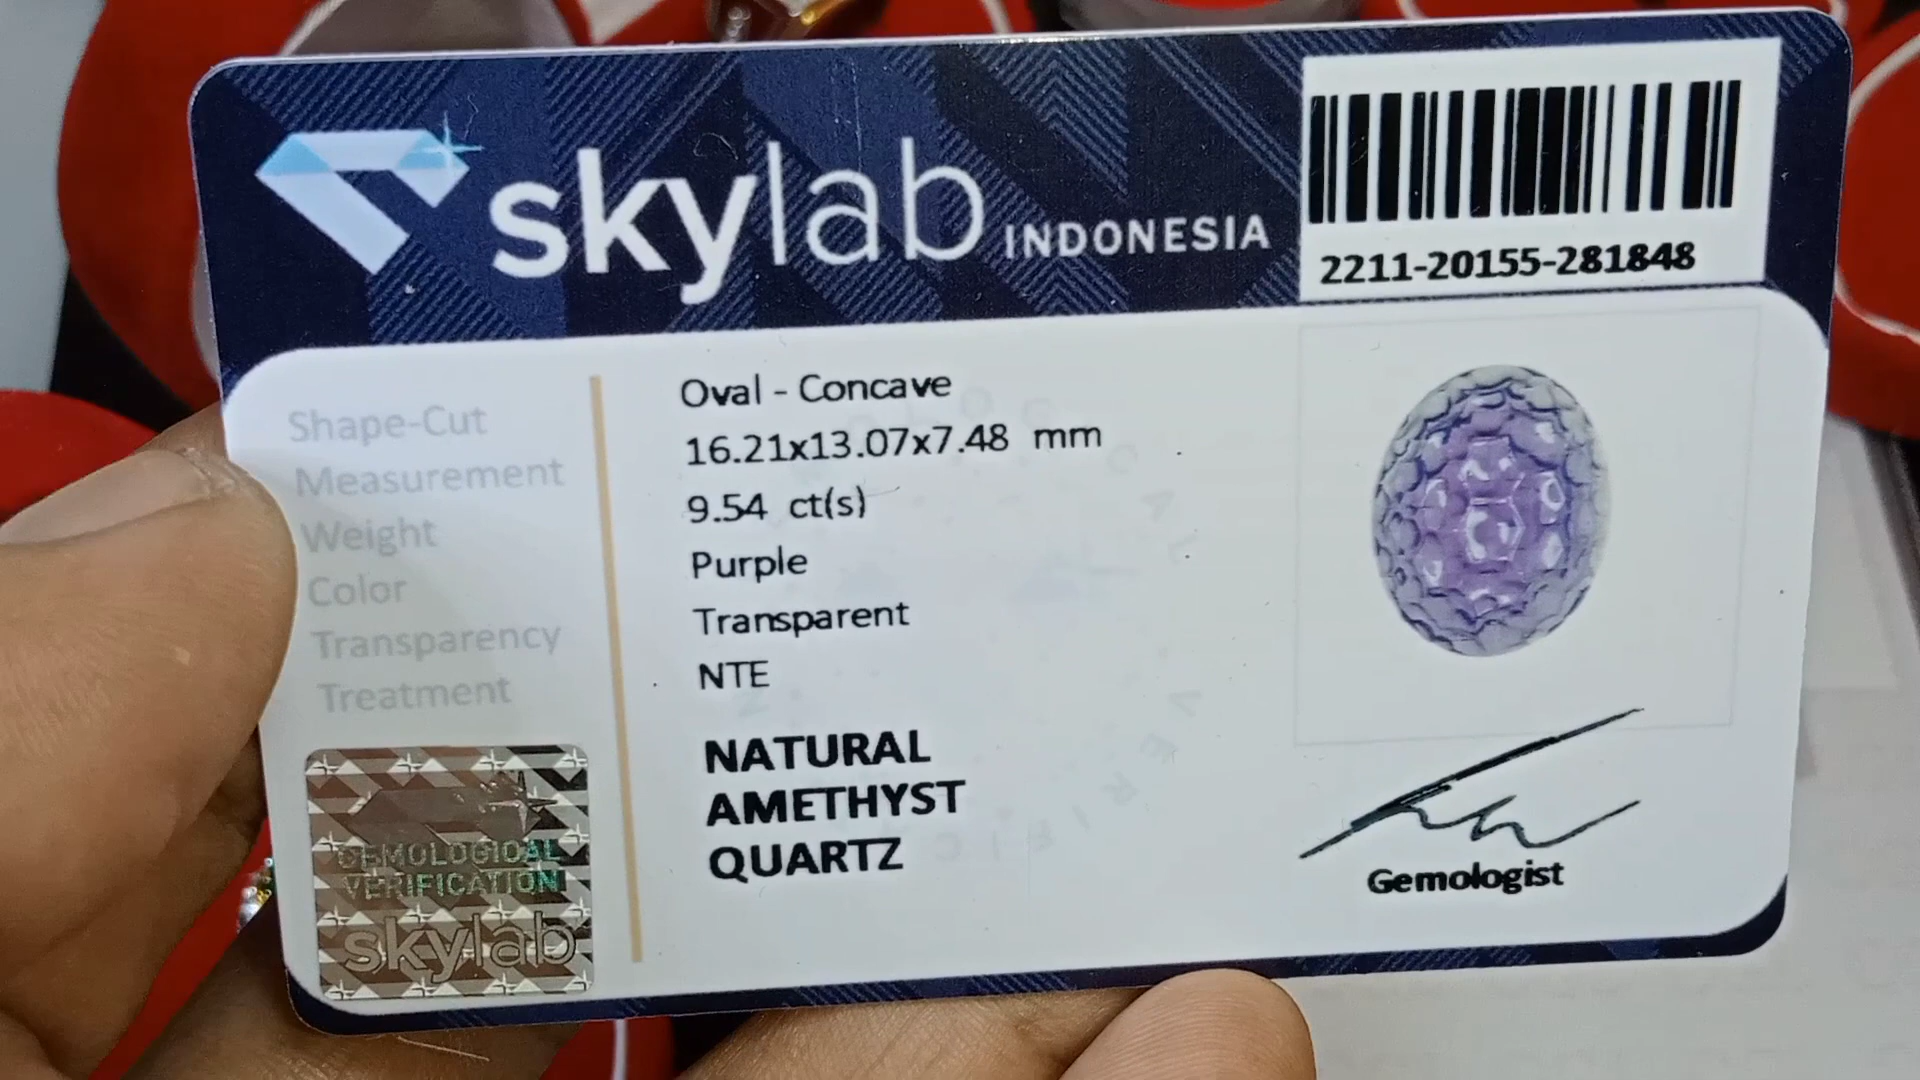 skylab INDONESIA
2211-20155-281848
Shape-Cut Oval - Concave
Measurement 16.21x13.07x7.48 mm
Weight 9.54 ct(s)
Color Purple
Transparency Transparent
Treatment NTE
NATURAL
AMETHYST
QUARTZ
GEMOLOGICAL
VERIFICATION
skylab
Gemologist